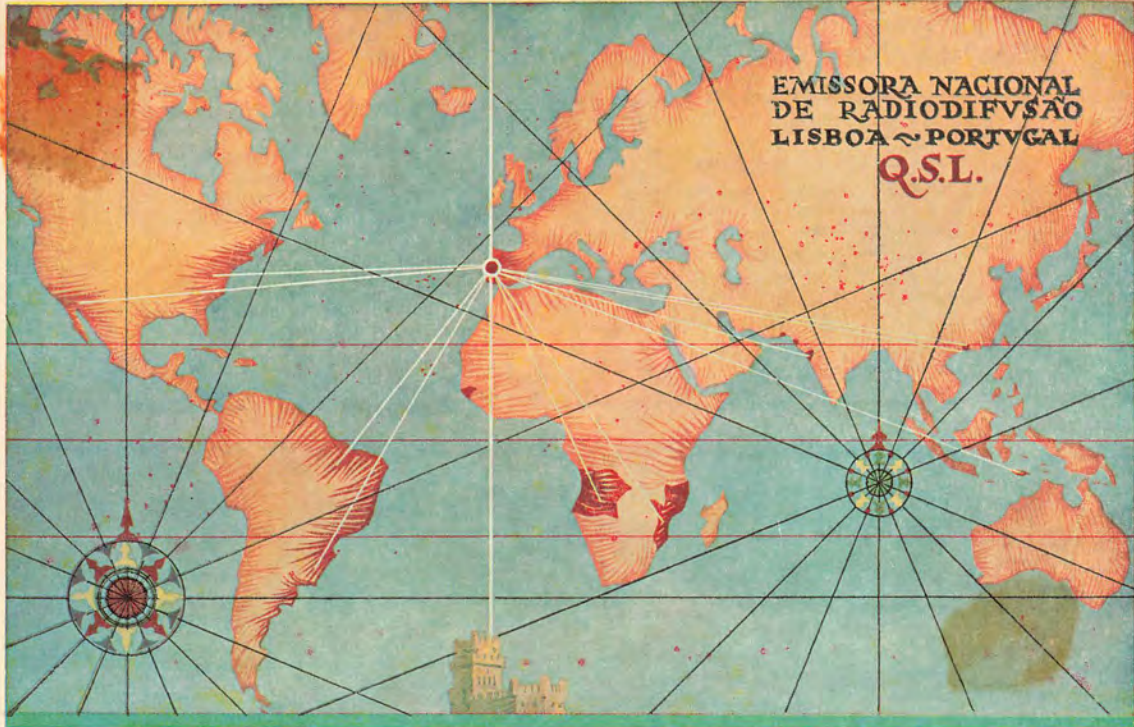 EMISSORA NACIONAL
DE RADIODIFVSÃO
LISBOA ~ PORTVGAL
Q.S.L.